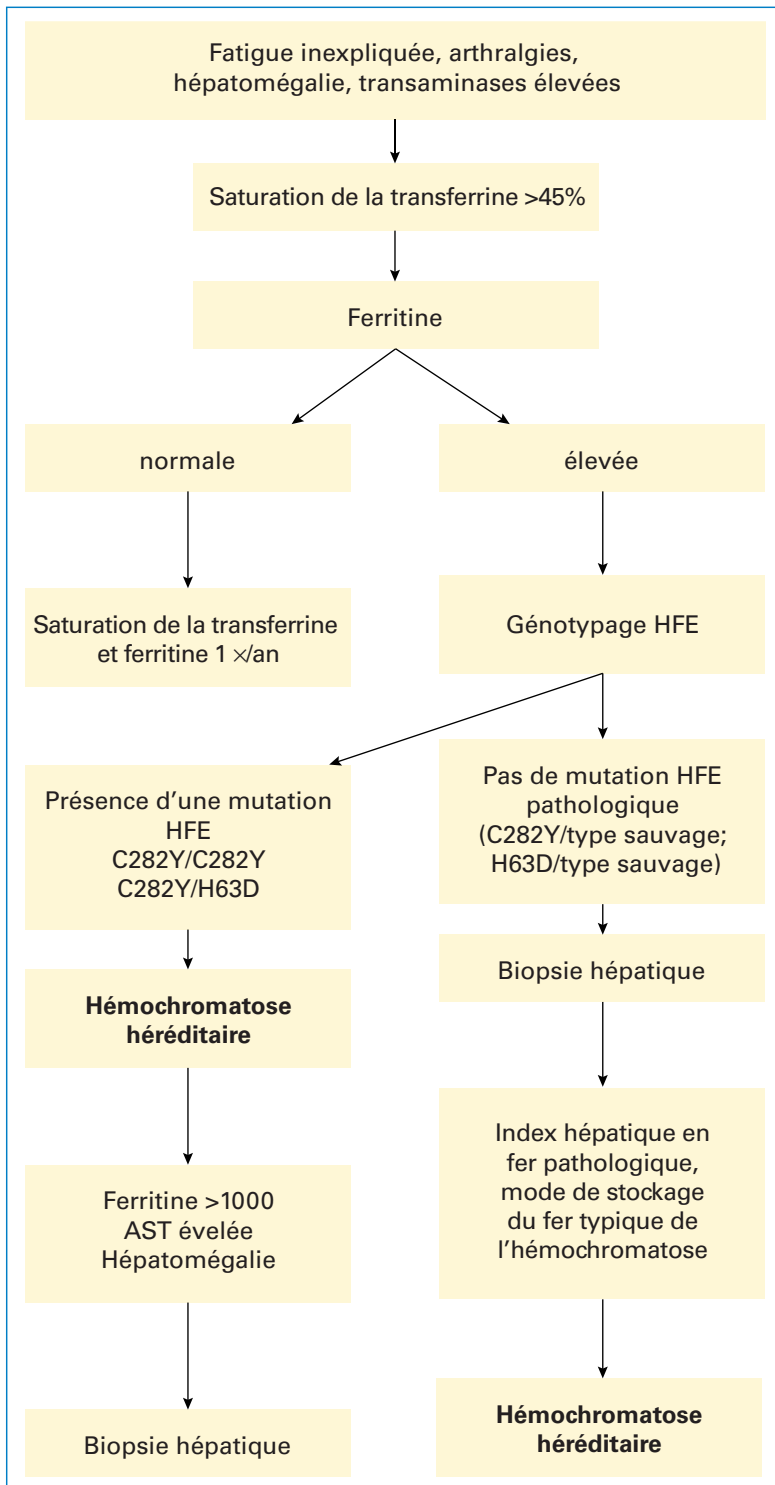 Fatigue inexpliquée, arthralgies,
hépatomégalie, transaminases élevées
Saturation de la transferrine >45%
Ferritine
normale
élevée
Saturation de la transferrine
et ferritine 1 ×/an
Génotypage HFE
Présence d'une mutation
HFE
C282Y/C282Y
C282Y/H63D
Pas de mutation HFE
pathologique
(C282Y/type sauvage;
H63D/type sauvage)
Hémochromatose
héréditaire
Biopsie hépatique
Ferritine >1000
AST évelée
Hépatomégalie
Index hépatique en
fer pathologique,
mode de stockage
du fer typique de
l'hémochromatose
Biopsie hépatique
Hémochromatose
héréditaire